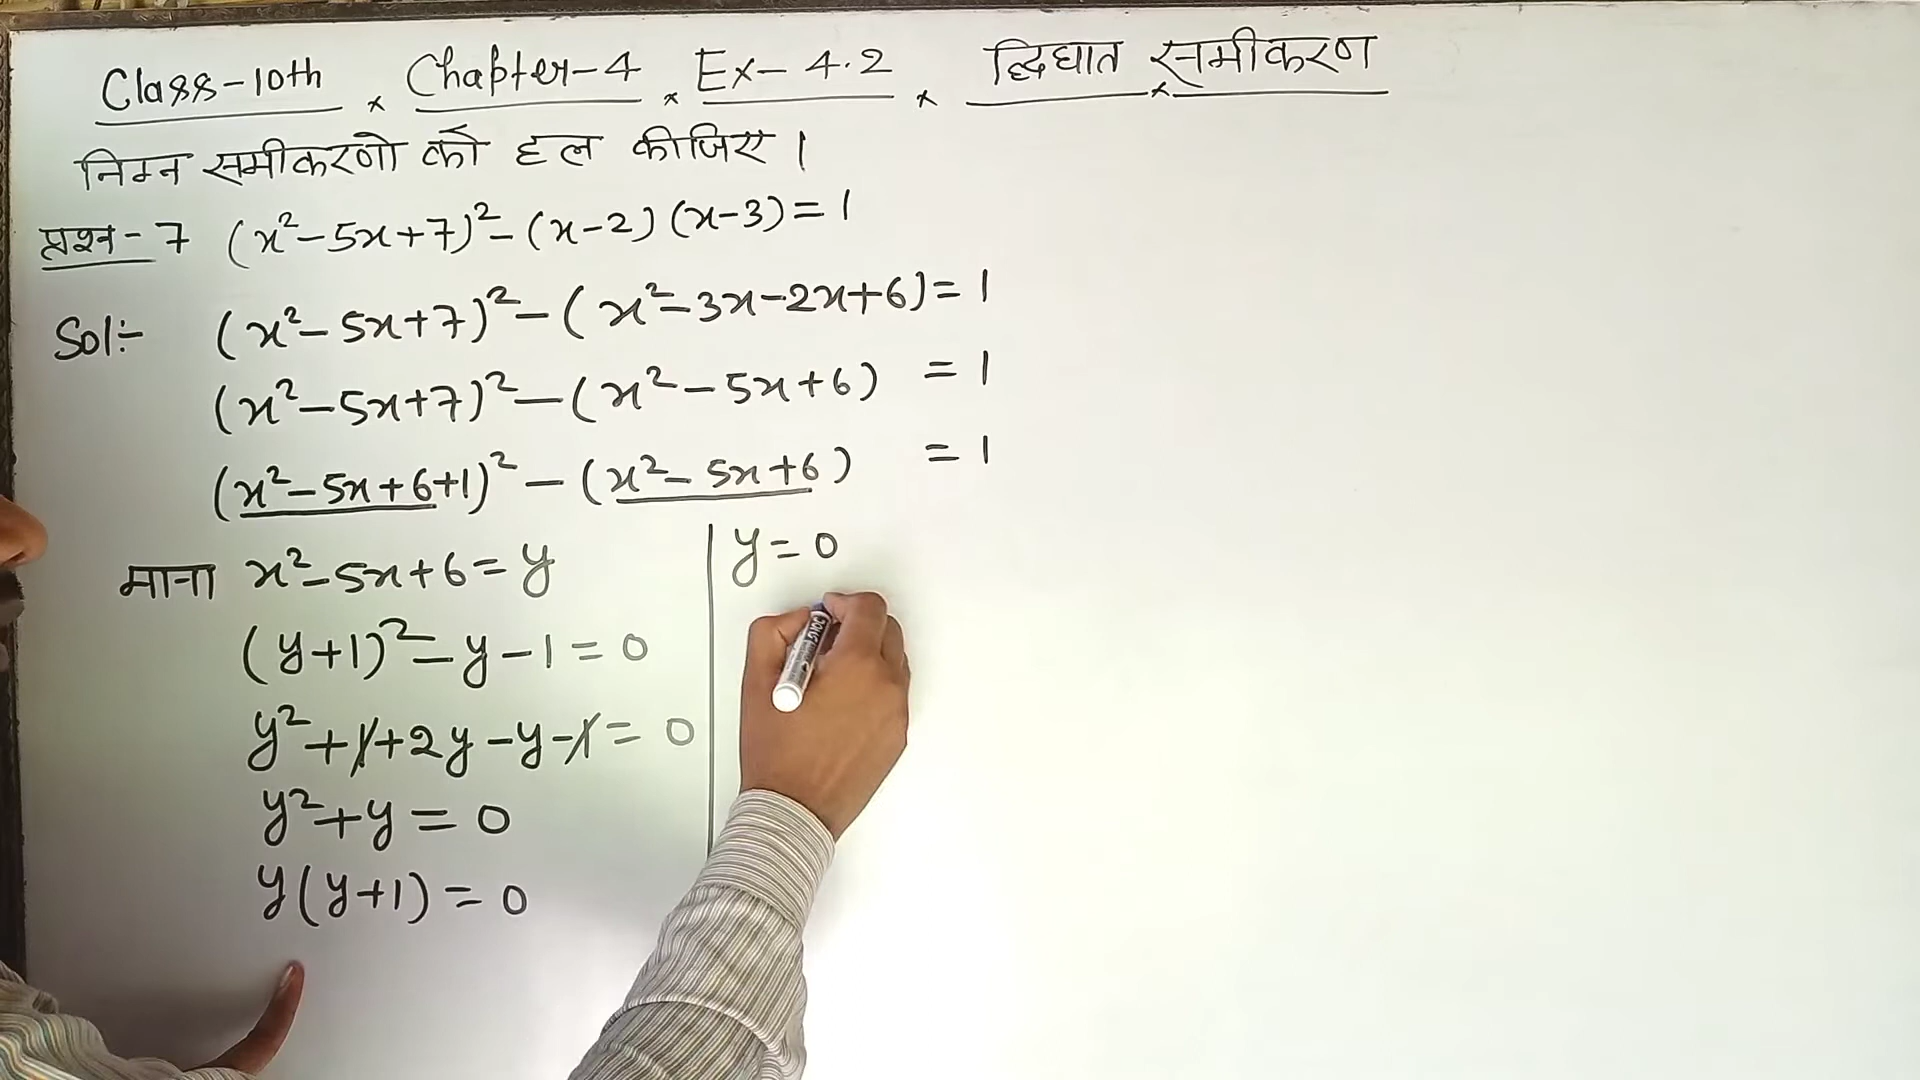 Class-10th × Chapter-4 × Ex-4.2 × द्विघात × समीकरण
निम्न समीकरणो को हल कीजिए।
प्रश्न-7 (x²-5x+7)²-(x-2)(x-3)=1
Sol:- (x²-5x+7)²-(x²-3x-2x+6)=1
(x²-5x+7)²-(x²-5x+6) =1
(x²-5x+6+1)²-(x²-5x+6) =1
माना x²-5x+6=y
(y+1)²-y-1=0
y²+1+2y-y-1=0
y²+y=0
y(y+1)=0
y=0